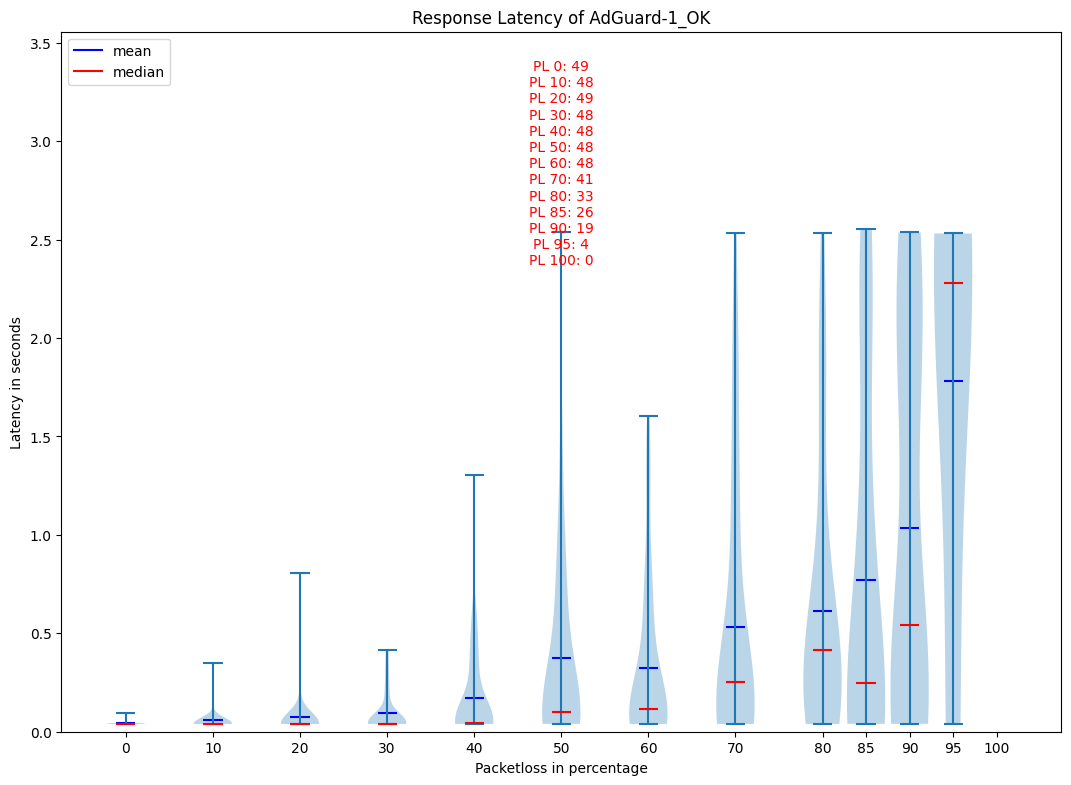 Response Latency of AdGuard-1_OK
mean
median
PL 0: 49
PL 10: 48
PL 20: 49
PL 30: 48
PL 40: 48
PL 50: 48
PL 60: 48
PL 70: 41
PL 80: 33
PL 85: 26
PL 90: 19
PL 95: 4
PL 100: 0
Latency in seconds
3.5
3.0
2.5
2.0
1.5
1.0
0.5
0.0
0 10 20 30 40 50 60 70 80 85 90 95 100
Packetloss in percentage